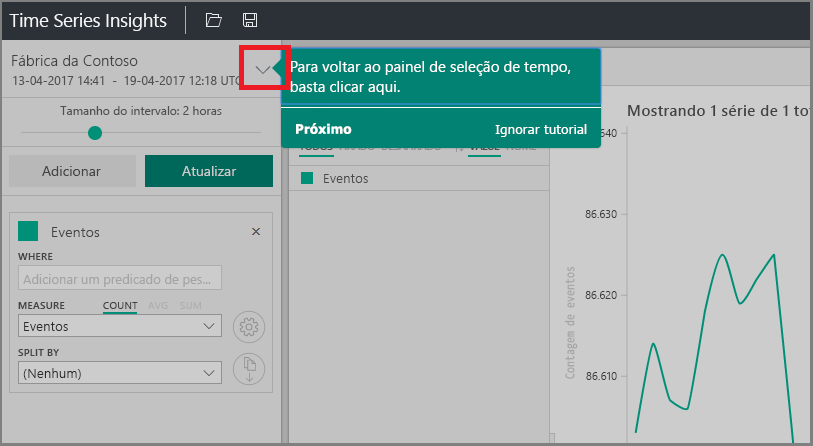 Time Series Insights
Fábrica da Contoso
13-04-2017 14:41 - 19-04-2017 12:18 UTC
Tamanho do intervalo: 2 horas
Adicionar Atualizar
Eventos ×
WHERE
Adicionar um predicado de pes...
MEASURE COUNT AVG SUM
Eventos
SPLIT BY
(Nenhum)
Para voltar ao painel de seleção de tempo,
basta clicar aqui.
Próximo Ignorar tutorial
TODOS VALUE
Eventos
Mostrando 1 série de 1 to
86.640
86.630
86.620
86.610
Contagem de eventos